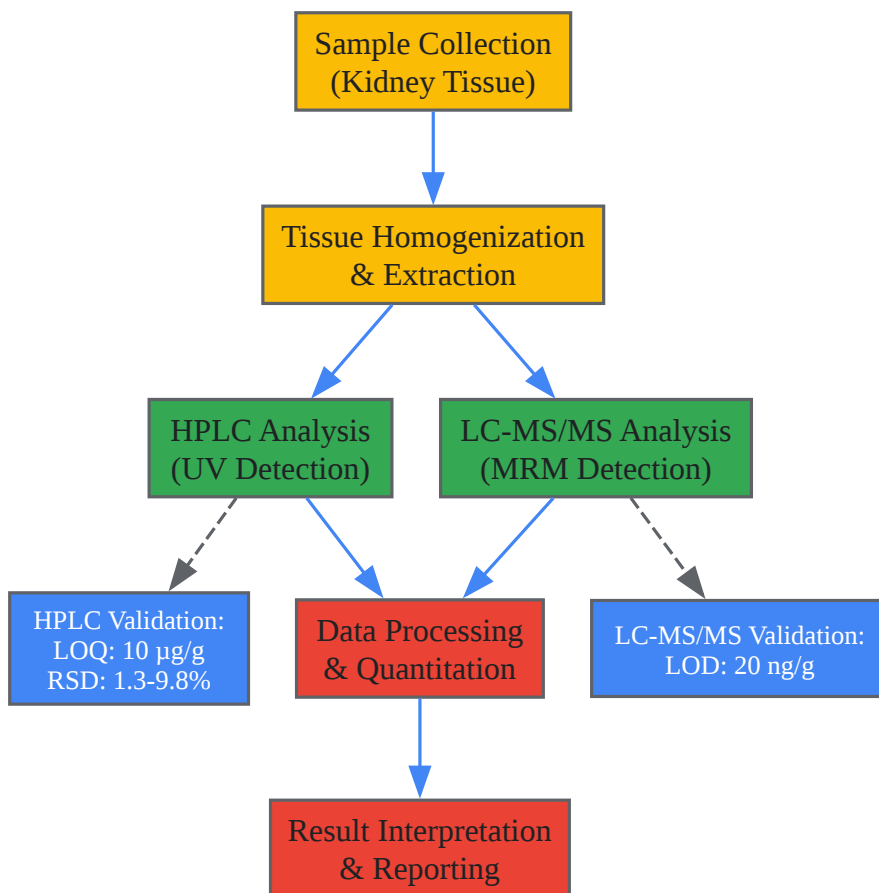 Sample Collection
(Kidney Tissue)
Tissue Homogenization
& Extraction
HPLC Analysis
(UV Detection)
LC-MS/MS Analysis
(MRM Detection)
HPLC Validation:
LOQ: 10 µg/g
RSD: 1.3-9.8%
Data Processing
& Quantitation
LC-MS/MS Validation:
LOD: 20 ng/g
Result Interpretation
& Reporting